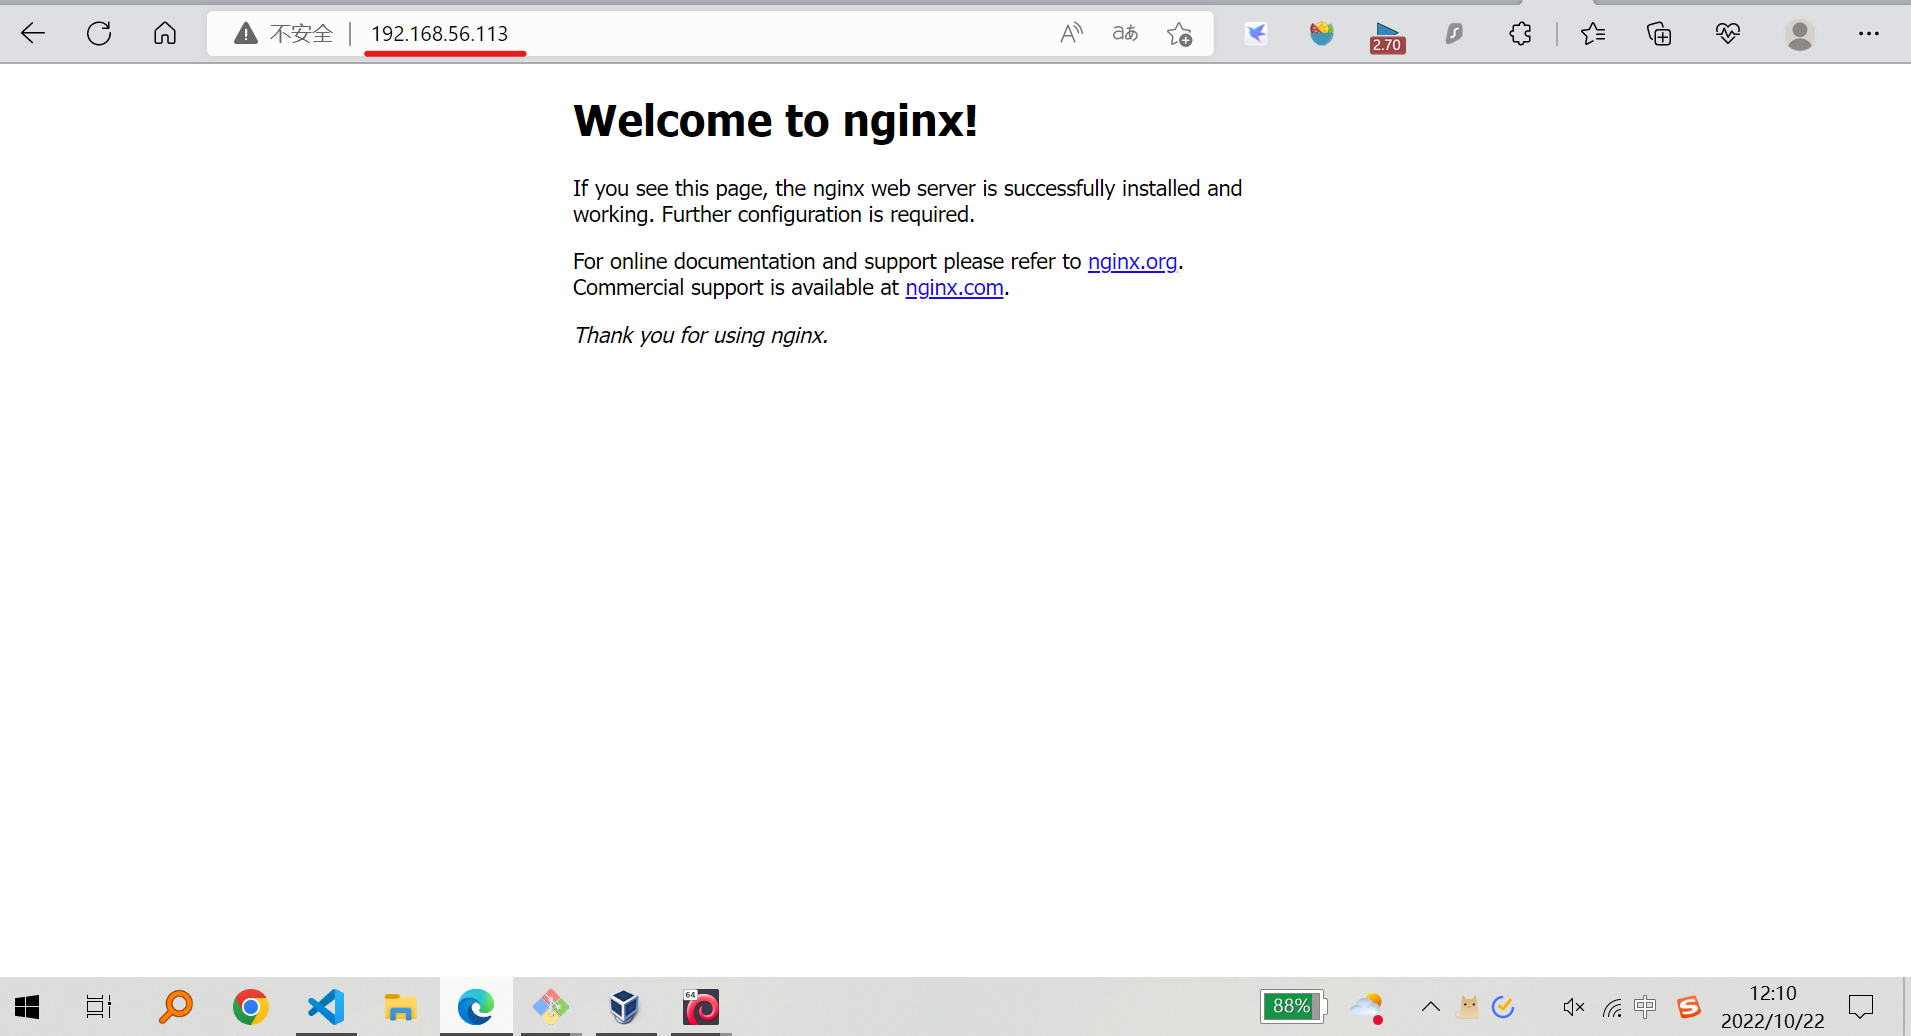 不安全 | 192.168.56.113
A aあ
2.70
Welcome to nginx!
If you see this page, the nginx web server is successfully installed and
working. Further configuration is required.
For online documentation and support please refer to nginx.org.
Commercial support is available at nginx.com.
Thank you for using nginx.
64
88%
中
S
12:10
2022/10/22